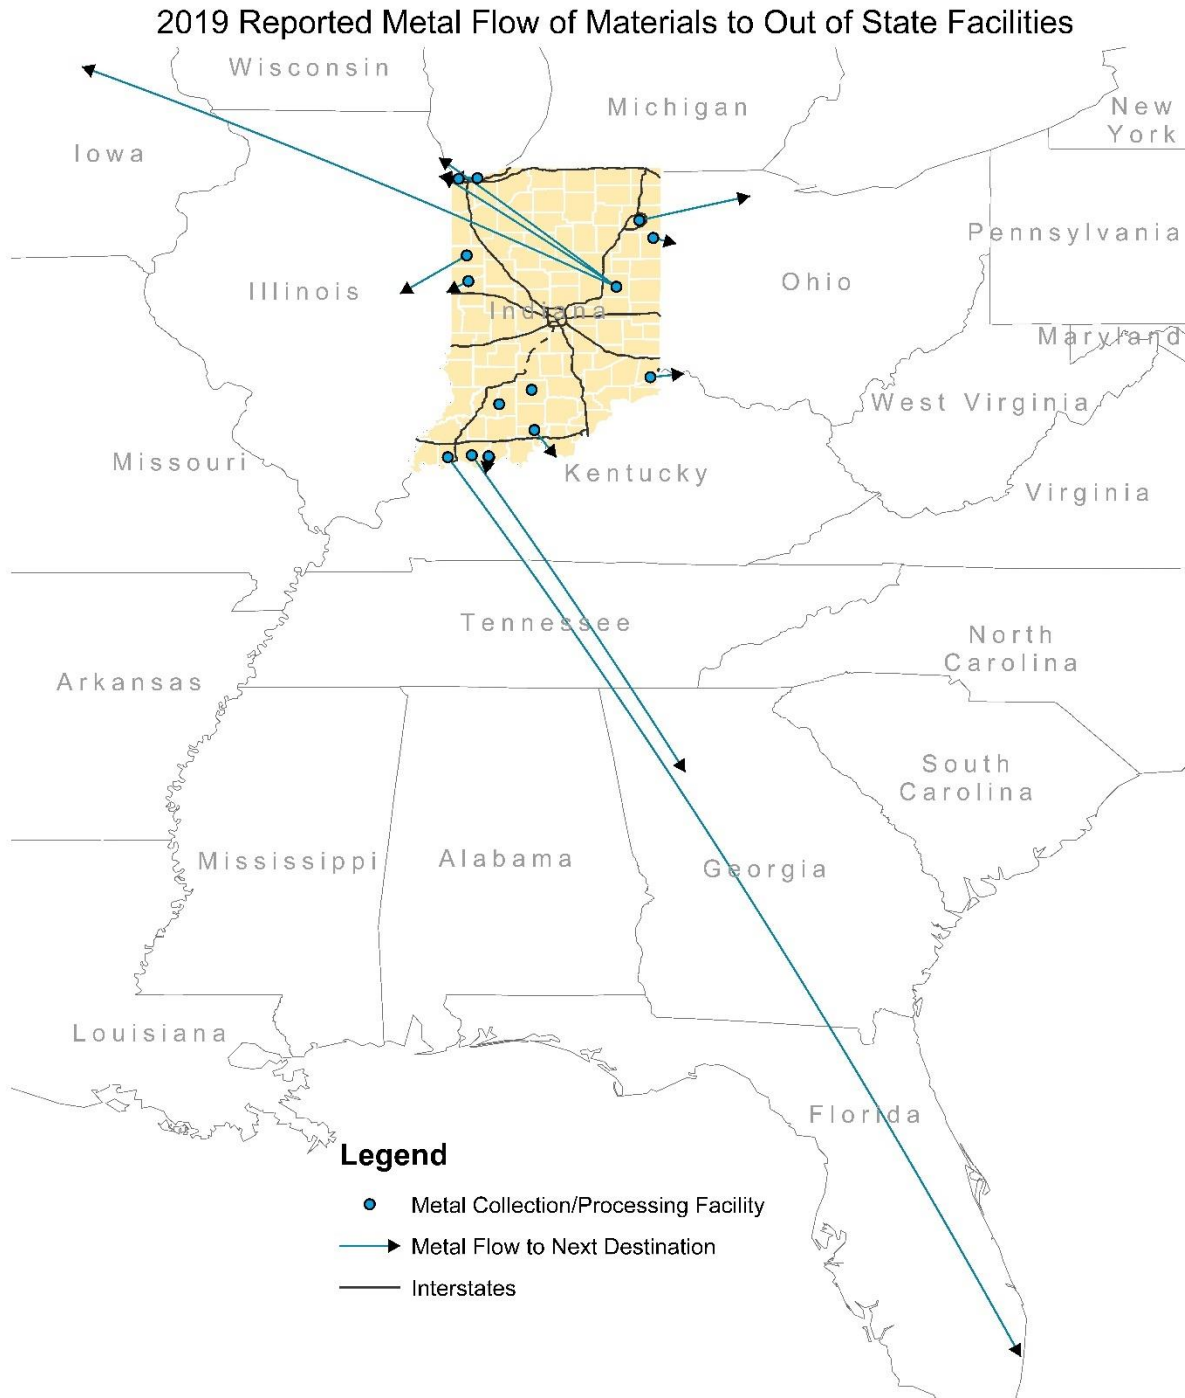 2019 Reported Metal Flow of Materials to Out of State Facilities
Wisconsin
Michigan
New
York
Iowa
Pennsylvania
Illinois
Indiana
Ohio
Maryland
West Virginia
Missouri
Kentucky
Virginia
Tennessee
North
Carolina
Arkansas
South
Carolina
Mississippi
Alabama
Georgia
Louisiana
Florida
Legend
Metal Collection/Processing Facility
Metal Flow to Next Destination
Interstates